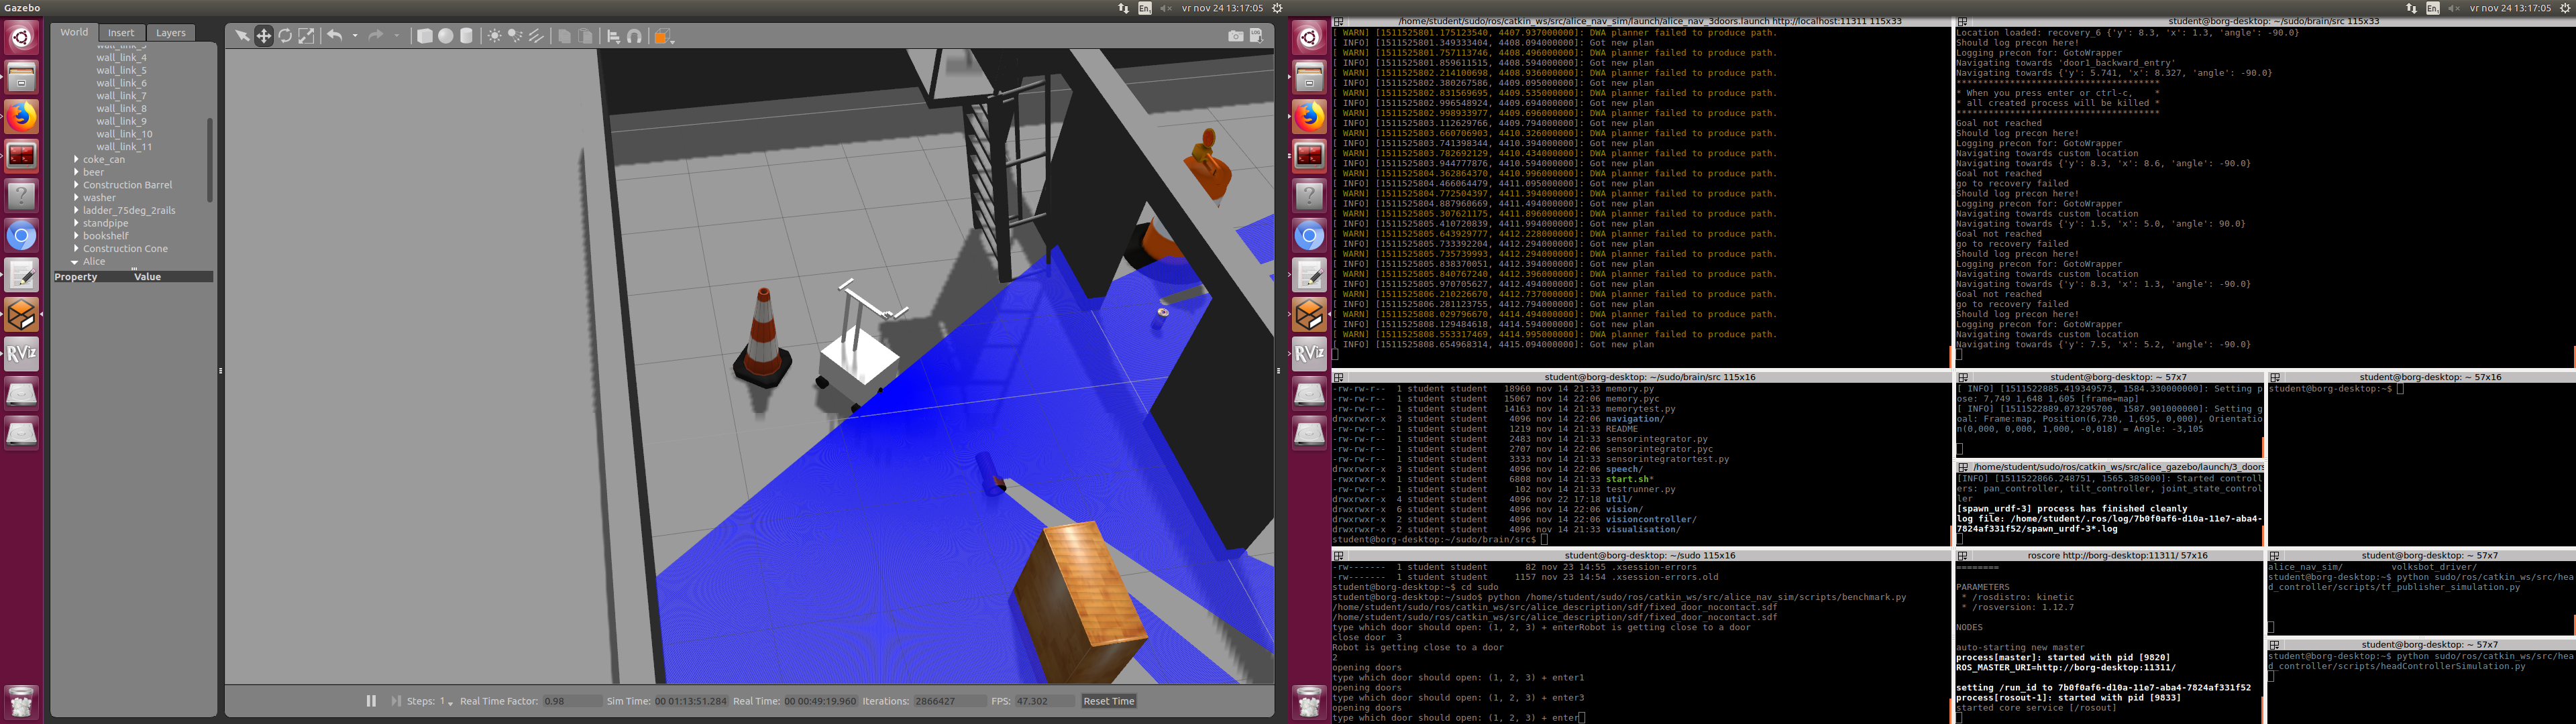 Gazebo
En
vr nov 24 13:17:05
World Insert Layers
wall_link_4
wall_link_5
wall_link_6
wall_link_7
wall_link_8
wall_link_9
wall_link_10
wall_link_11
coke_can
beer
Construction Barrel
washer
ladder_75deg_2rails
standpipe
bookshelf
Construction Cone
Alice
Property Value
Steps: 1 Real Time Factor: 0.98 Sim Time: 00 01:13:51.284 Real Time: 00 00:49:19.960 Iterations: 2866427 FPS: 47.302 Reset Time
En
vr nov 24 13:17:05
RViz
RViz
/home/student/sudo/ros/catkin_ws/src/alice_nav_sim/launch/alice_nav_3doors.launch http://localhost:11311 115x33
[ WARN] [1511525801.175123540, 4407.937000000]: DWA planner failed to produce path.
[ INFO] [1511525801.349333404, 4408.094000000]: Got new plan
[ WARN] [1511525801.757113746, 4408.496000000]: DWA planner failed to produce path.
[ INFO] [1511525801.859611515, 4408.594000000]: Got new plan
[ WARN] [1511525802.214100698, 4408.936000000]: DWA planner failed to produce path.
[ INFO] [1511525802.380267586, 4409.095000000]: Got new plan
[ WARN] [1511525802.831569695, 4409.535000000]: DWA planner failed to produce path.
[ INFO] [1511525802.996548924, 4409.694000000]: Got new plan
[ WARN] [1511525802.998933977, 4409.696000000]: DWA planner failed to produce path.
[ INFO] [1511525803.112629766, 4409.794000000]: Got new plan
[ WARN] [1511525803.660706903, 4410.326000000]: DWA planner failed to produce path.
[ INFO] [1511525803.741398344, 4410.394000000]: Got new plan
[ WARN] [1511525803.782692129, 4410.434000000]: DWA planner failed to produce path.
[ INFO] [1511525803.944777876, 4410.594000000]: Got new plan
[ WARN] [1511525804.362864370, 4410.996000000]: DWA planner failed to produce path.
[ INFO] [1511525804.466064479, 4411.095000000]: Got new plan
[ WARN] [1511525804.772504397, 4411.394000000]: DWA planner failed to produce path.
[ INFO] [1511525804.887960669, 4411.494000000]: Got new plan
[ WARN] [1511525805.307621175, 4411.896000000]: DWA planner failed to produce path.
[ INFO] [1511525805.410720839, 4411.994000000]: Got new plan
[ WARN] [1511525805.643929777, 4412.228000000]: DWA planner failed to produce path.
[ INFO] [1511525805.733392204, 4412.294000000]: Got new plan
[ WARN] [1511525805.735739993, 4412.294000000]: DWA planner failed to produce path.
[ INFO] [1511525805.838370051, 4412.394000000]: Got new plan
[ WARN] [1511525805.840767240, 4412.396000000]: DWA planner failed to produce path.
[ INFO] [1511525805.970705627, 4412.494000000]: Got new plan
[ WARN] [1511525806.210226670, 4412.737000000]: DWA planner failed to produce path.
[ INFO] [1511525806.281123755, 4412.794000000]: Got new plan
[ WARN] [1511525808.029796670, 4414.494000000]: DWA planner failed to produce path.
[ INFO] [1511525808.129484618, 4414.594000000]: Got new plan
[ WARN] [1511525808.553317469, 4414.995000000]: DWA planner failed to produce path.
[ INFO] [1511525808.654968314, 4415.094000000]: Got new plan
student@borg-desktop: ~/sudo/brain/src 115x33
Location loaded: recovery_6 {'y': 8.3, 'x': 1.3, 'angle': -90.0}
Should log precon here!
Logging precon for: GotoWrapper
Navigating towards 'door1_backward_entry'
Navigating towards {'y': 5.741, 'x': 8.327, 'angle': -90.0}
**************************************
* When you press enter or ctrl-c, *
* all created process will be killed *
**************************************
Goal not reached
Should log precon here!
Logging precon for: GotoWrapper
Navigating towards custom location
Navigating towards {'y': 8.3, 'x': 8.6, 'angle': -90.0}
Goal not reached
go to recovery failed
Should log precon here!
Logging precon for: GotoWrapper
Navigating towards custom location
Navigating towards {'y': 1.5, 'x': 5.0, 'angle': 90.0}
Goal not reached
go to recovery failed
Should log precon here!
Logging precon for: GotoWrapper
Navigating towards custom location
Navigating towards {'y': 8.3, 'x': 1.3, 'angle': -90.0}
Goal not reached
go to recovery failed
Should log precon here!
Logging precon for: GotoWrapper
Navigating towards custom location
Navigating towards {'y': 7.5, 'x': 5.2, 'angle': -90.0}
student@borg-desktop: ~/sudo/brain/src 115x16
-rw-rw-r-- 1 student student 18960 nov 14 21:33 memory.py
-rw-rw-r-- 1 student student 15067 nov 14 22:06 memory.pyc
-rw-rw-r-- 1 student student 14163 nov 14 21:33 memorytest.py
drwxrwxr-x 3 student student 4096 nov 14 22:06 navigation/
-rw-rw-r-- 1 student student 1219 nov 14 21:33 README
-rw-rw-r-- 1 student student 2483 nov 14 21:33 sensorintegrator.py
-rw-rw-r-- 1 student student 2707 nov 14 22:06 sensorintegrator.pyc
-rw-rw-r-- 1 student student 3333 nov 14 21:33 sensorintegratortest.py
drwxrwxr-x 3 student student 4096 nov 14 22:06 speech/
-rwxrwxr-x 1 student student 6808 nov 14 21:33 start.sh*
-rw-rw-r-- 1 student student 102 nov 14 21:33 testrunner.py
drwxrwxr-x 4 student student 4096 nov 22 17:18 util/
drwxrwxr-x 6 student student 4096 nov 14 22:06 vision/
drwxrwxr-x 2 student student 4096 nov 14 22:06 visioncontroller/
drwxrwxr-x 2 student student 4096 nov 14 21:33 visualisation/
student@borg-desktop:~/sudo/brain/src$
student@borg-desktop: ~ 57x7
[ INFO] [1511522885.419349573, 1584.330000000]: Setting p
ose: 7,749 1,648 1,605 [frame=map]
[ INFO] [1511522889.073295700, 1587.901000000]: Setting g
oal: Frame:map, Position(6,730, 1,695, 0,000), Orientatio
n(0,000, 0,000, 1,000, -0,018) = Angle: -3,105
student@borg-desktop: ~ 57x16
student@borg-desktop:~$
/home/student/sudo/ros/catkin_ws/src/alice_gazebo/launch/3_doors
[INFO] [1511522866.248751, 1565.385000]: Started controll
ers: pan_controller, tilt_controller, joint_state_control
ler
[spawn_urdf-3] process has finished cleanly
log file: /home/student/.ros/log/7b0f0af6-d10a-11e7-aba4-
7824af331f52/spawn_urdf-3*.log
student@borg-desktop: ~/sudo 115x16
-rw------- 1 student student 82 nov 23 14:55 .xsession-errors
-rw------- 1 student student 1157 nov 23 14:54 .xsession-errors.old
student@borg-desktop:~$ cd sudo
student@borg-desktop:~/sudo$ python /home/student/sudo/ros/catkin_ws/src/alice_nav_sim/scripts/benchmark.py
/home/student/sudo/ros/catkin_ws/src/alice_description/sdf/fixed_door_nocontact.sdf
/home/student/sudo/ros/catkin_ws/src/alice_description/sdf/fixed_door_nocontact.sdf
type which door should open: (1, 2, 3) + enterRobot is getting close to a door
close door 3
Robot is getting close to a door
2
opening doors
type which door should open: (1, 2, 3) + enter1
opening doors
type which door should open: (1, 2, 3) + enter3
opening doors
type which door should open: (1, 2, 3) + enter
roscore http://borg-desktop:11311/ 57x16
========
PARAMETERS
* /rosdistro: kinetic
* /rosversion: 1.12.7
NODES
auto-starting new master
process[master]: started with pid [9820]
ROS_MASTER_URI=http://borg-desktop:11311/
setting /run_id to 7b0f0af6-d10a-11e7-aba4-7824af331f52
process[rosout-1]: started with pid [9833]
started core service [/rosout]
student@borg-desktop: ~ 57x7
alice_nav_sim/ volksbot_driver/
student@borg-desktop:~$ python sudo/ros/catkin_ws/src/hea
d_controller/scripts/tf_publisher_simulation.py
student@borg-desktop: ~ 57x7
student@borg-desktop:~$ python sudo/ros/catkin_ws/src/hea
d_controller/scripts/headControllerSimulation.py